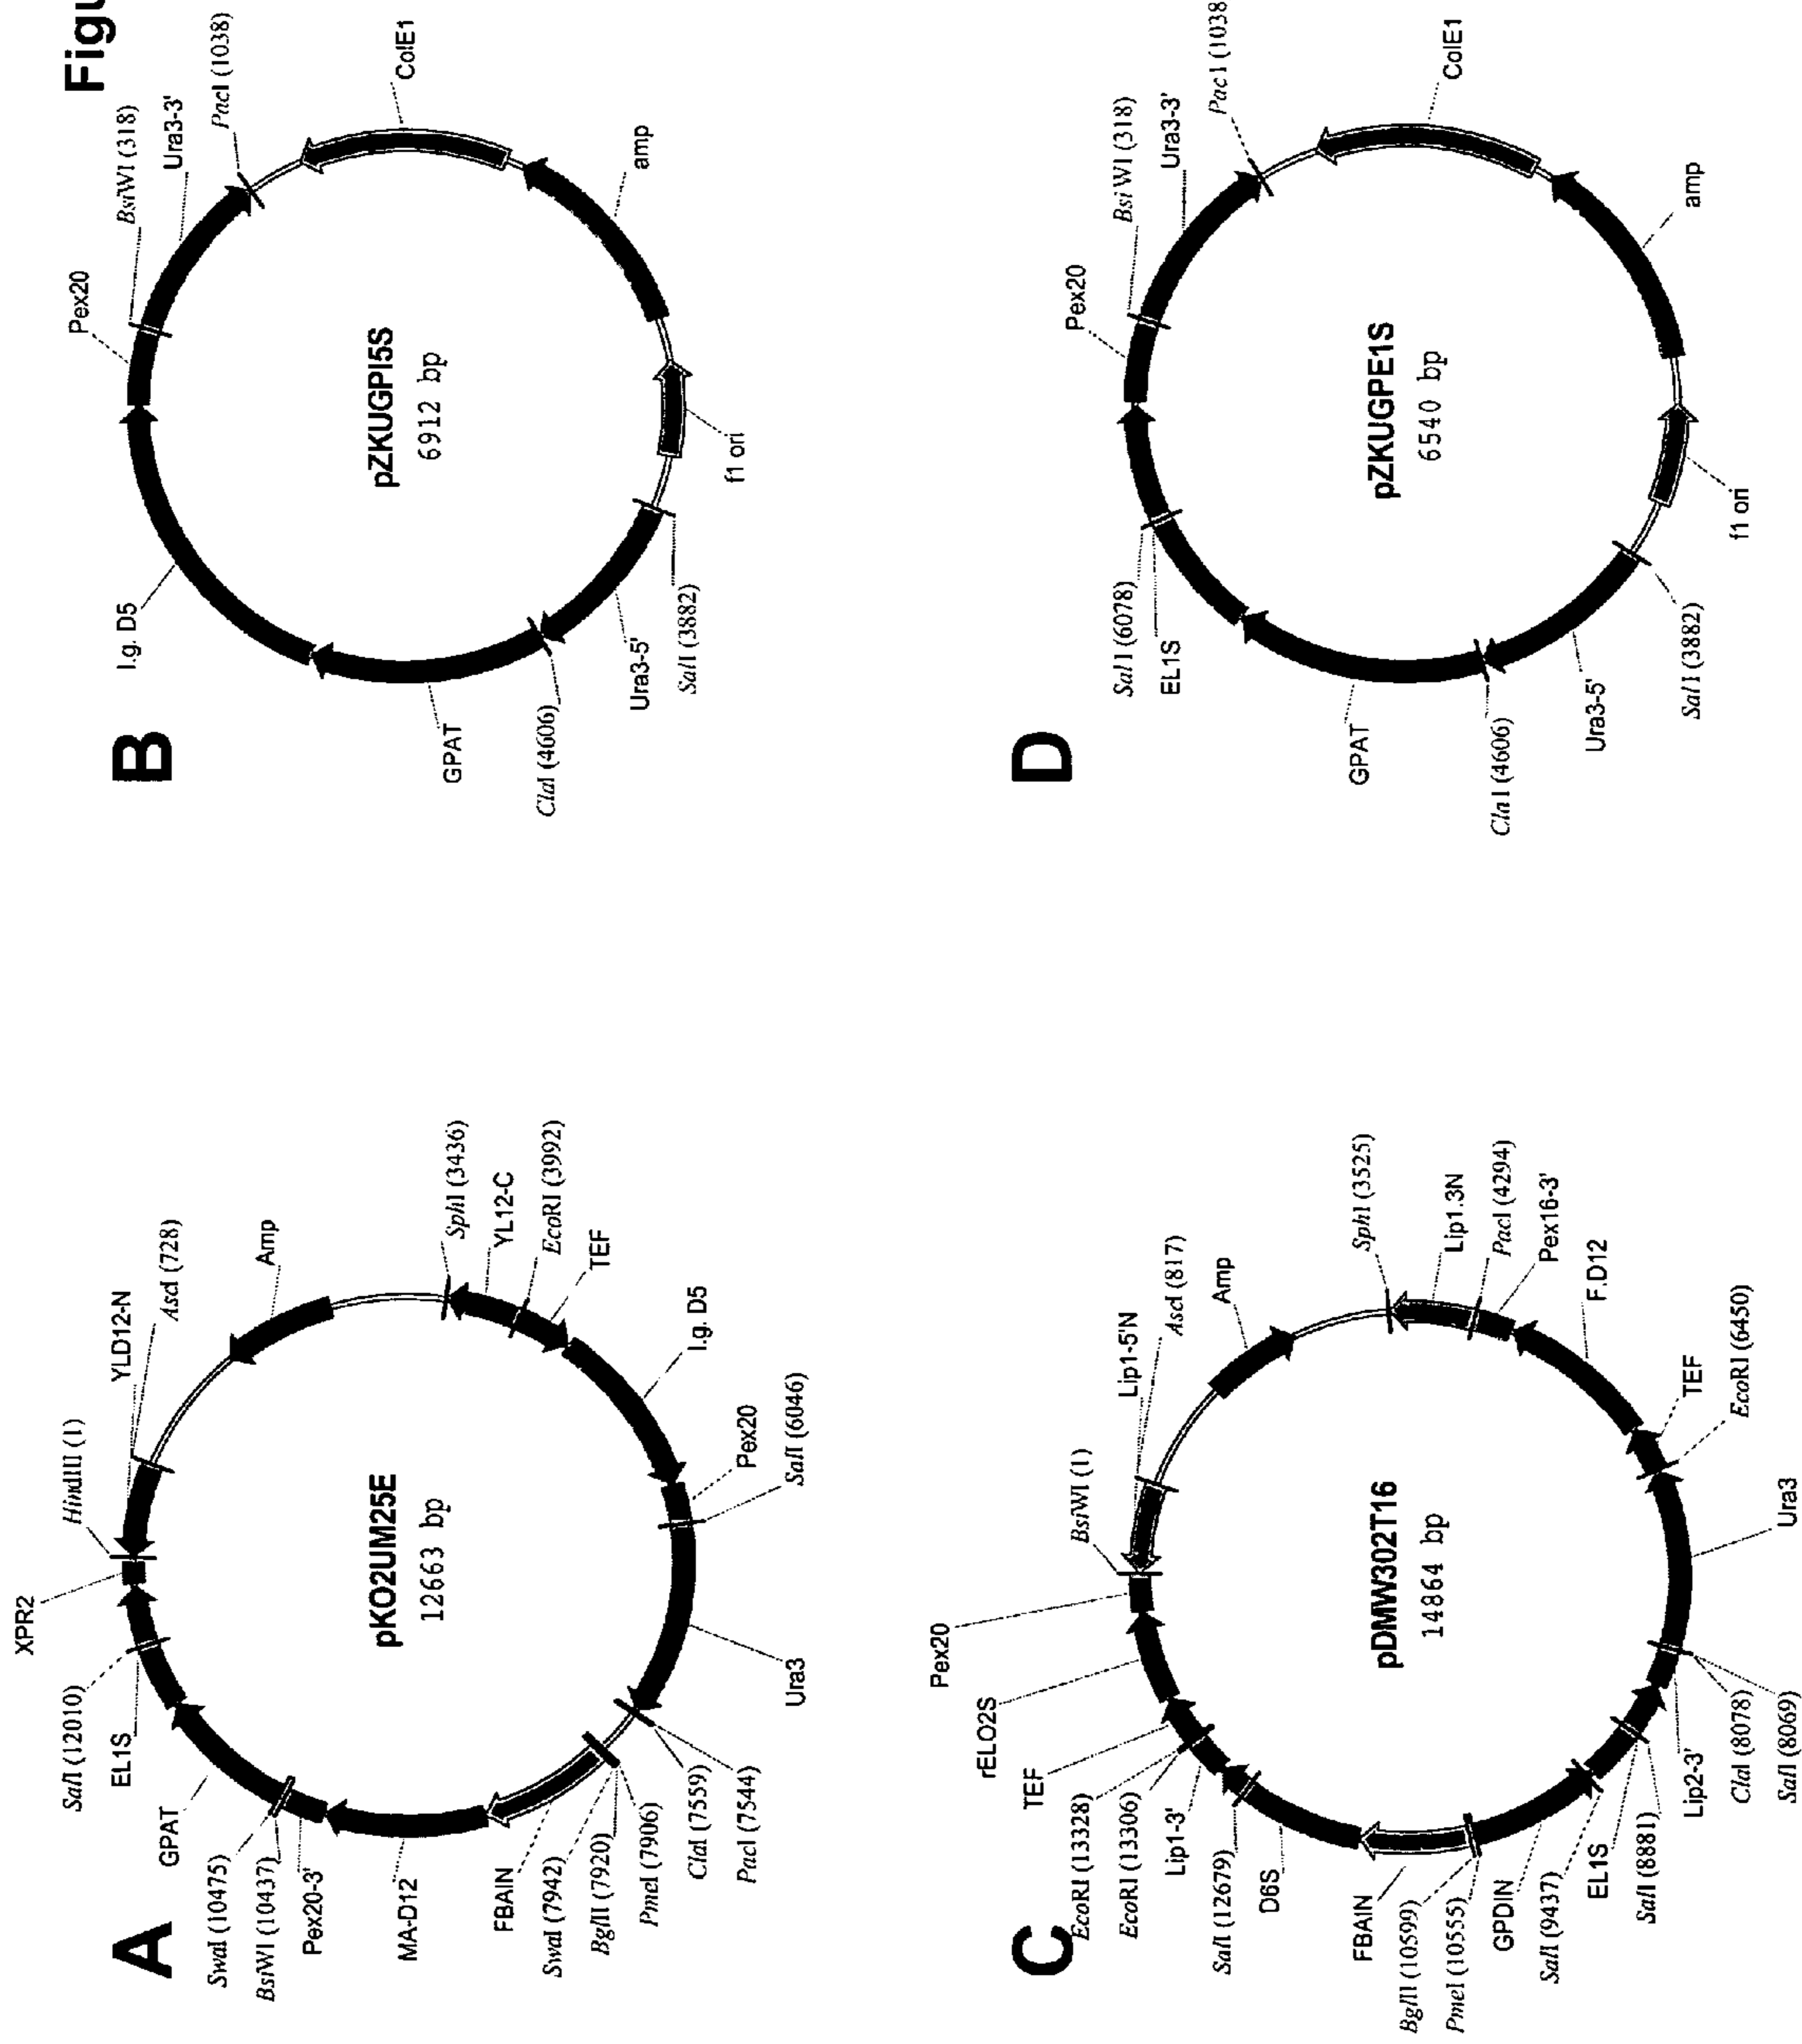 Figu
A
pKO2UM25E
12663 bp
HindIII (1)
YLD12-N
AscI (728)
Amp
SphI (3436)
YL12-C
EcoRI (3992)
TEF
I.g. D5
Pex20
SalI (6046)
Ura3
PacI (7544)
ClaI (7559)
PmeI (7906)
BglII (7920)
SwaI (7942)
FBAIN
MA-D12
Pex20-3'
BsiWI (10437)
SwaI (10475)
GPAT
EL1S
SalI (12010)
XPR2
B
pZKUGPI5S
6912 bp
Pex20
BsiWI (318)
Ura3-3'
PacI (1038)
ColE1
amp
f1 ori
SalI (3882)
Ura3-5'
ClaI (4606)
GPAT
I.g. D5
C
pDMW302T16
14864 bp
BsiWI (1)
Lip1-5'N
AscI (817)
Amp
SphI (3525)
Lip1.3N
PacI (4294)
Pex16-3'
F.D12
TEF
EcoRI (6450)
Ura3
SalI (8069)
ClaI (8078)
Lip2-3'
SalI (8881)
EL1S
SalI (9437)
GPDIN
PmeI (10555)
BglII (10599)
FBAIN
D6S
SalI (12679)
Lip1-3'
EcoRI (13306)
EcoRI (13328)
TEF
rELO2S
Pex20
D
pZKUGPE1S
6540 bp
Pex20
BsiWI (318)
Ura3-3'
PacI (1038
ColE1
amp
f1 ori
SalI (3882)
Ura3-5'
ClaI (4606)
GPAT
EL1S
SalI (6078)